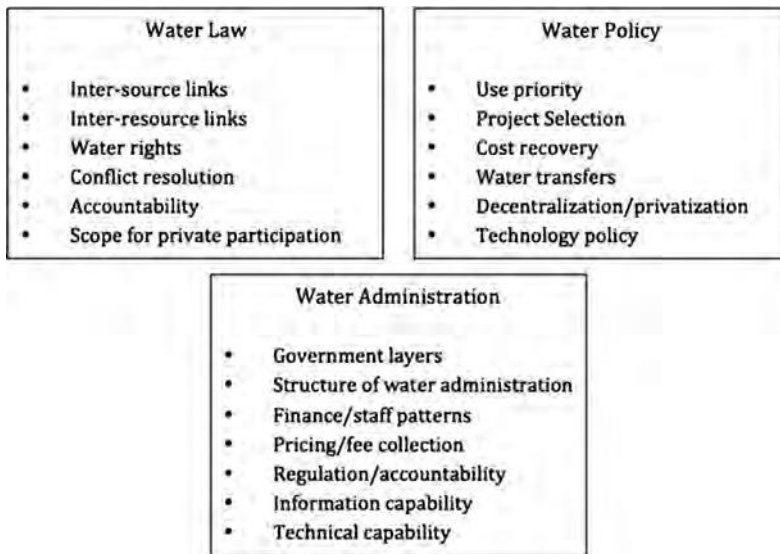 Water Law
• Inter-source links
• Inter-resource links
• Water rights
• Conflict resolution
• Accountability
• Scope for private participation
Water Policy
• Use priority
• Project Selection
• Cost recovery
• Water transfers
• Decentralization/privatization
• Technology policy
Water Administration
• Government layers
• Structure of water administration
• Finance/staff patterns
• Pricing/fee collection
• Regulation/accountability
• Information capability
• Technical capability